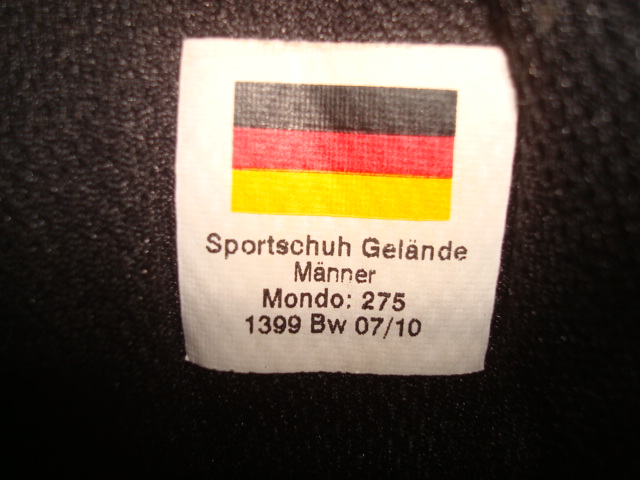 Sportschuh Gelände
Männer
Mondo: 275
1399 Bw 07/10